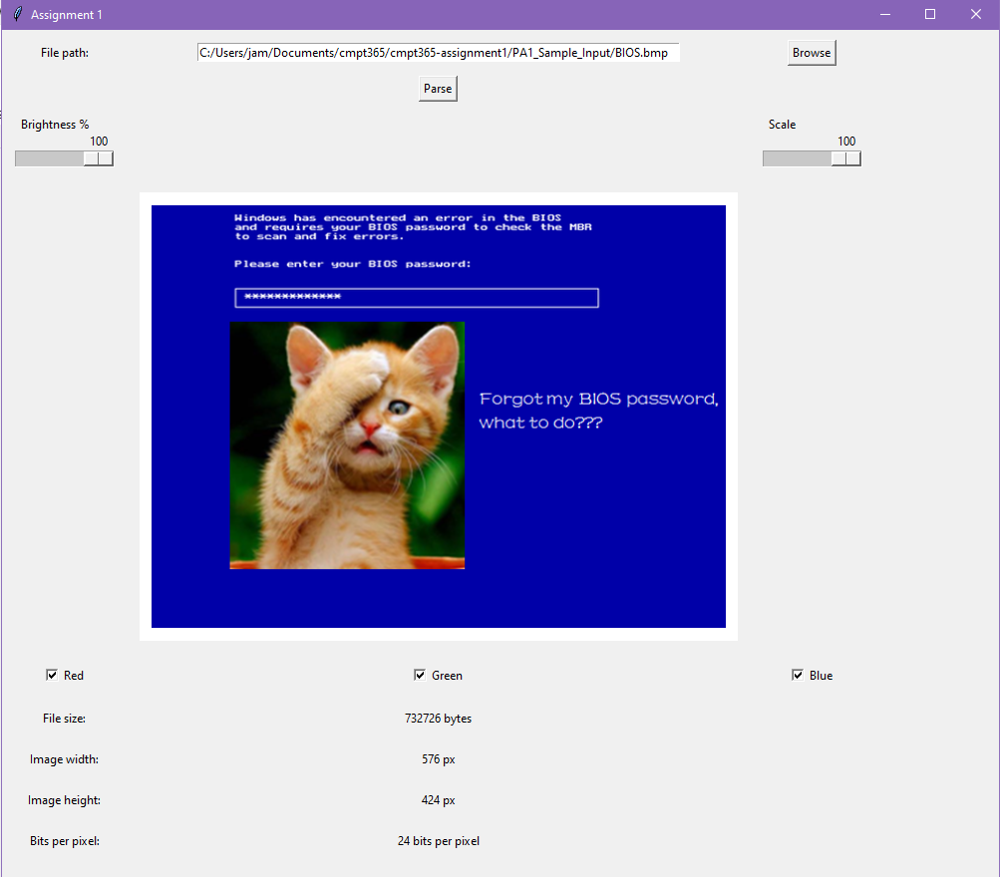 Assignment 1
File path:
C:/Users/jam/Documents/cmpt365/cmpt365-assignment1/PA1_Sample_Input/BIOS.bmp
Browse
Parse
Brightness %
100
Scale
100
Windows has encountered an error in the BIOS
and requires your BIOS password to check the MBR
to scan and fix errors.
Please enter your BIOS password:
*************
Forgot my BIOS password,
what to do???
Red
Green
Blue
File size:
732726 bytes
Image width:
576 px
Image height:
424 px
Bits per pixel:
24 bits per pixel